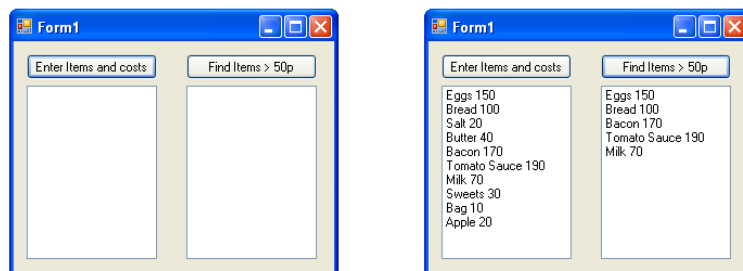 Form1
Enter Items and costs
Find Items > 50p
Form1
Enter Items and costs
Find Items > 50p
Eggs 150
Bread 100
Salt 20
Butter 40
Bacon 170
Tomato Sauce 190
Milk 70
Sweets 30
Bag 10
Apple 20
Eggs 150
Bread 100
Bacon 170
Tomato Sauce 190
Milk 70